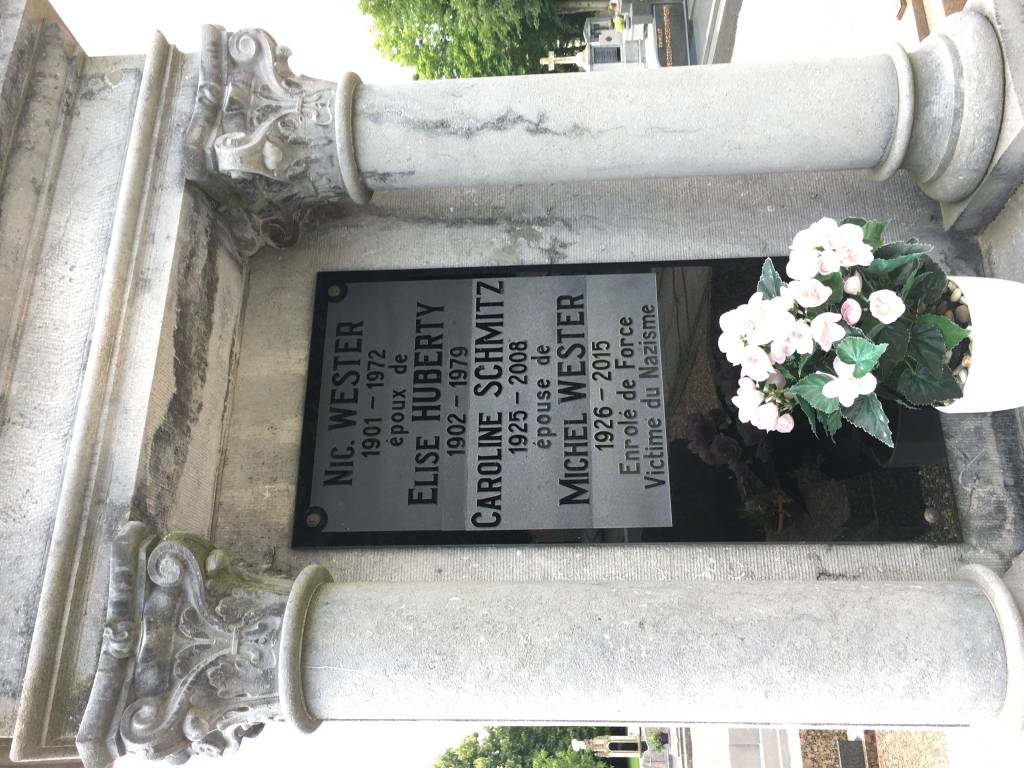 NIC. WESTER
1901 – 1972
époux de
ELISE HUBERTY
1902 – 1979
CAROLINE SCHMITZ
1925 – 2008
épouse de
MICHEL WESTER
1926 – 2015
Enrolé de Force
Victime du Nazisme